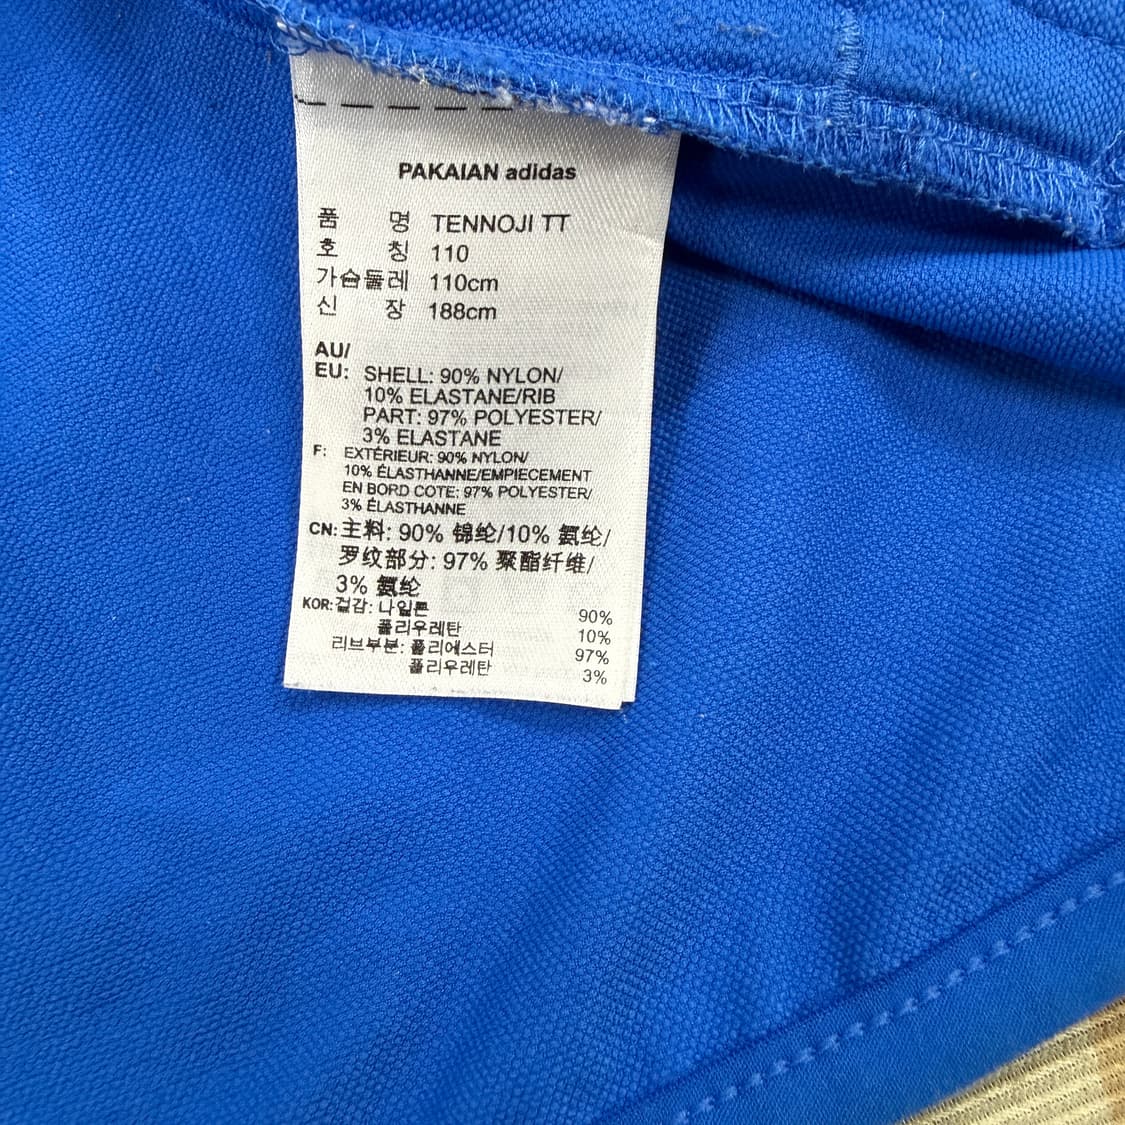 PAKAIAN adidas
품 명 TENNOJI TT
호 칭 110
가슴둘레 110cm
신 장 188cm
AU/
EU: SHELL: 90% NYLON/
10% ELASTANE/RIB
PART: 97% POLYESTER/
3% ELASTANE
F: EXTÉRIEUR: 90% NYLON/
10% ÉLASTHANNE/EMPIECEMENT
EN BORD COTE: 97% POLYESTER/
3% ÉLASTHANNE
CN: 主料: 90% 锦纶/10% 氨纶/
罗纹部分: 97% 聚酯纤维/
3% 氨纶
KOR: 겉감: 나일론 90%
폴리우레탄 10%
리브부분: 폴리에스터 97%
폴리우레탄 3%